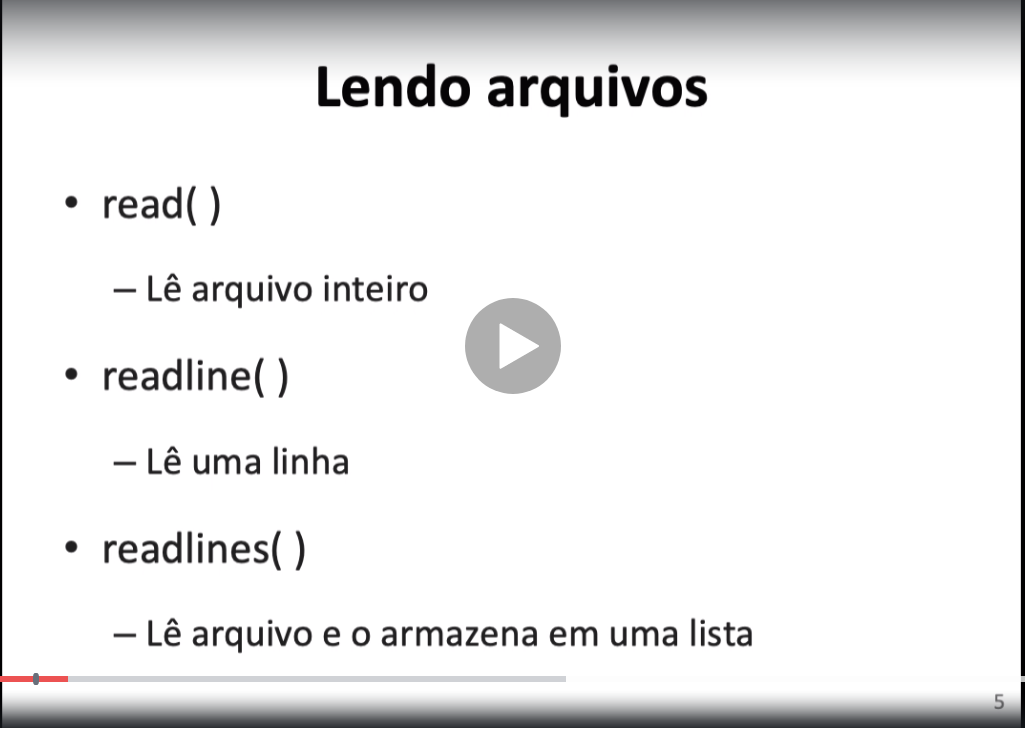 Lendo arquivos
• read( )
– Lê arquivo inteiro
• readline( )
– Lê uma linha
• readlines( )
– Lê arquivo e o armazena em uma lista
5